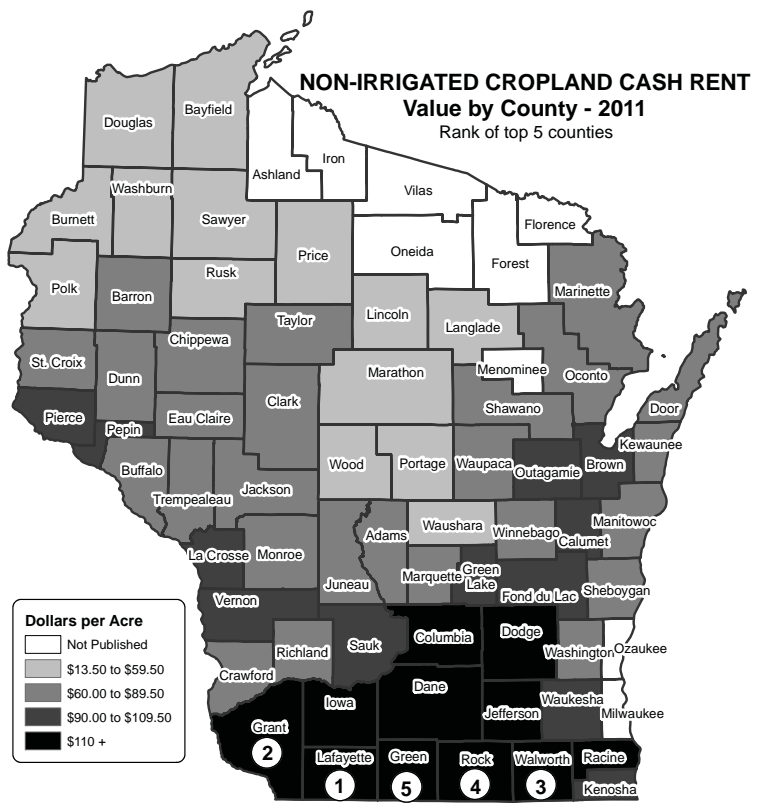 NON-IRRIGATED CROPLAND CASH RENT
Value by County - 2011
Rank of top 5 counties
Douglas
Bayfield
Ashland
Iron
Vilas
Washburn
Burnett
Sawyer
Florence
Price
Oneida
Forest
Rusk
Polk
Barron
Marinette
Taylor
Lincoln
Langlade
Chippewa
St. Croix
Dunn
Marathon
Menominee
Oconto
Clark
Shawano
Door
Pierce
Pepin
Eau Claire
Kewaunee
Buffalo
Wood
Portage
Waupaca
Outagamie
Brown
Trempealeau
Jackson
Adams
Waushara
Winnebago
Calumet
Manitowoc
La Crosse
Monroe
Juneau
Marquette
Green
Lake
Fond du Lac
Sheboygan
Vernon
Columbia
Dodge
Sauk
Richland
Washington
Ozaukee
Crawford
Dane
Iowa
Jefferson
Waukesha
Milwaukee
Grant
2
Lafayette
1
Green
5
Rock
4
Walworth
3
Racine
Kenosha
Dollars per Acre
Not Published
$13.50 to $59.50
$60.00 to $89.50
$90.00 to $109.50
$110 +